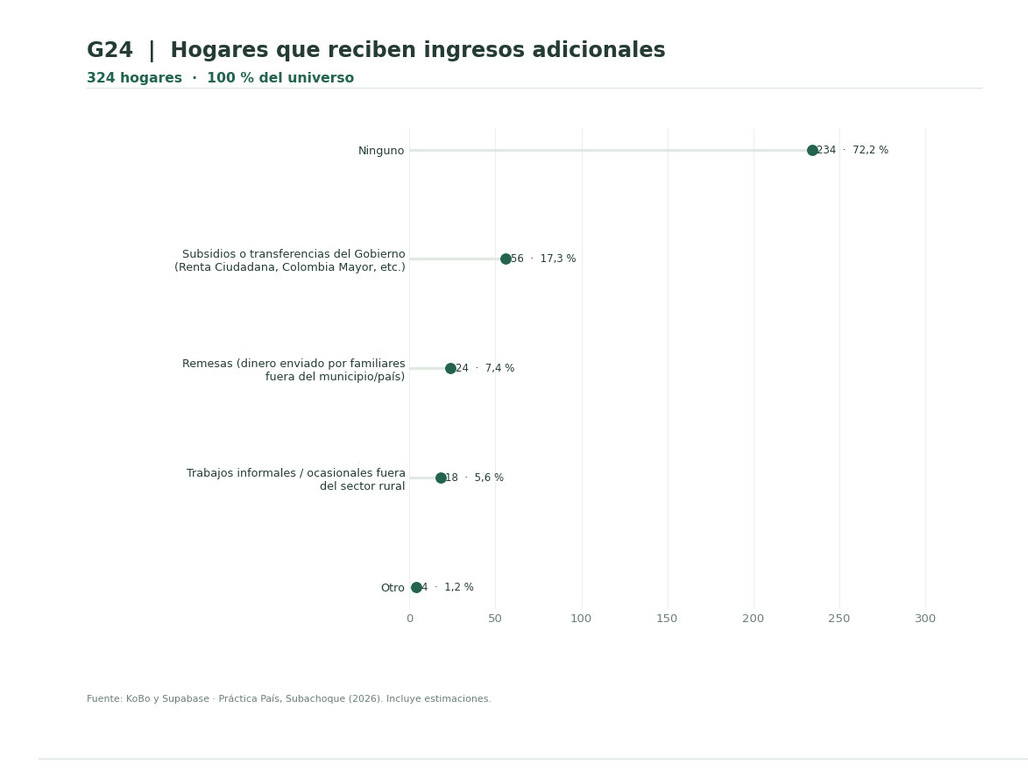 G24 | Hogares que reciben ingresos adicionales
324 hogares · 100 % del universo
Ninguno
234 · 72,2 %
Subsidios o transferencias del Gobierno
(Renta Ciudadana, Colombia Mayor, etc.)
56 · 17,3 %
Remesas (dinero enviado por familiares
fuera del municipio/país)
24 · 7,4 %
Trabajos informales / ocasionales fuera
del sector rural
18 · 5,6 %
Otro
4 · 1,2 %
0 50 100 150 200 250 300
Fuente: KoBo y Supabase · Práctica País, Subachoque (2026). Incluye estimaciones.